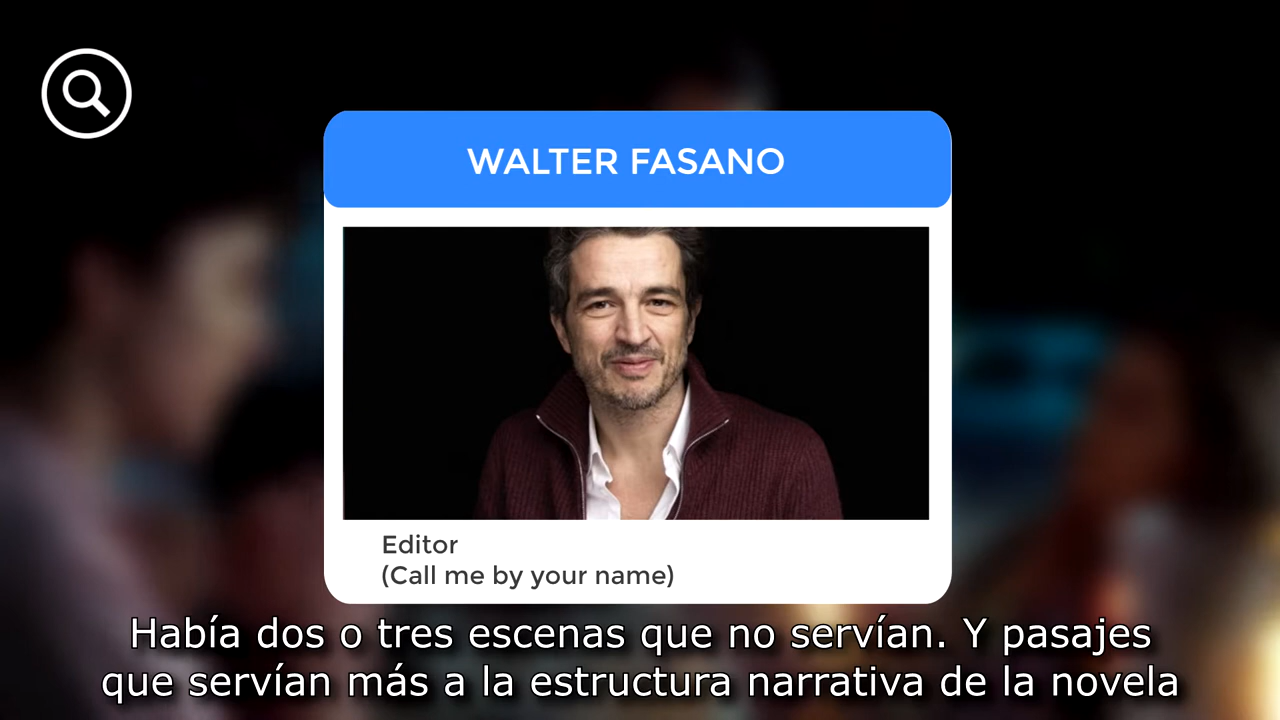 WALTER FASANO
Editor
(Call me by your name)
Había dos o tres escenas que no servían. Y pasajes
que servían más a la estructura narrativa de la novela